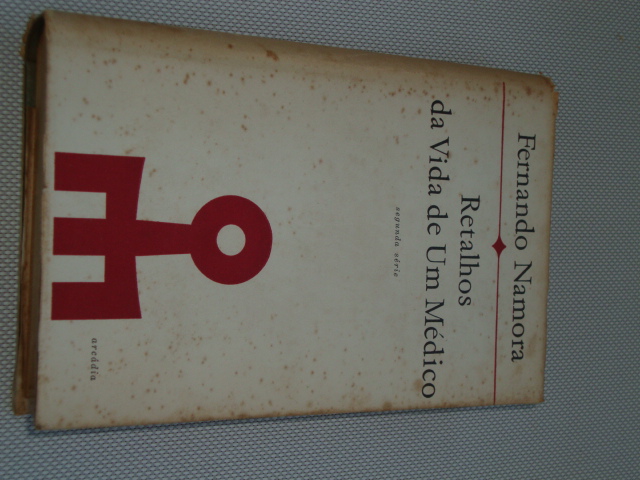 Fernando Namora
Retalhos
da Vida de Um Médico
segunda série
arcádia